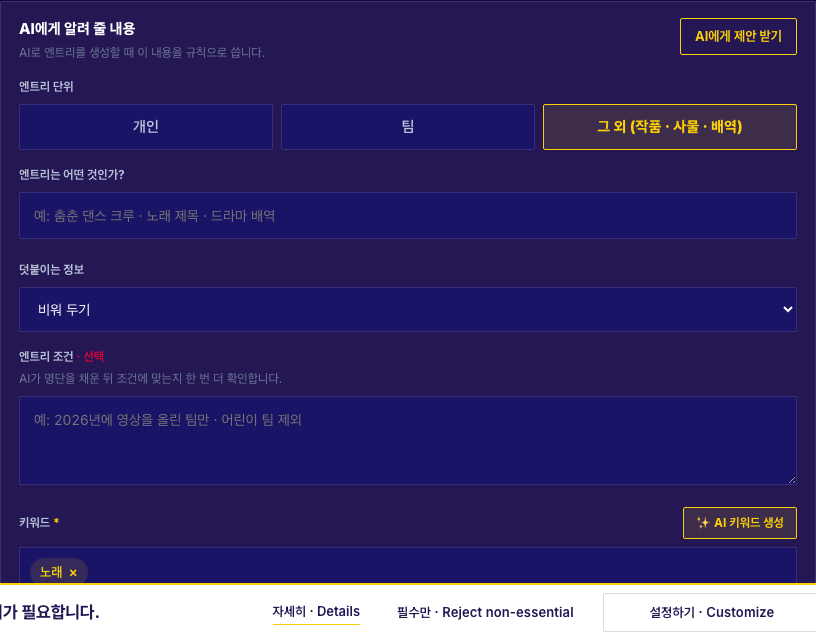 AI에게 알려 줄 내용
AI로 엔트리를 생성할 때 이 내용을 규칙으로 씁니다.
AI에게 제안 받기
엔트리 단위
개인
팀
그 외 (작품 · 사물 · 배역)
엔트리는 어떤 것인가?
예: 춤춘 댄스 크루 · 노래 제목 · 드라마 배역
덧붙이는 정보
비워 두기
엔트리 조건 · 선택
AI가 명단을 채운 뒤 조건에 맞는지 한 번 더 확인합니다.
예: 2026년에 영상을 올린 팀만 · 어린이 팀 제외
키워드 *
✨ AI 키워드 생성
노래 ×
가 필요합니다.
자세히 · Details
필수만 · Reject non-essential
설정하기 · Customize